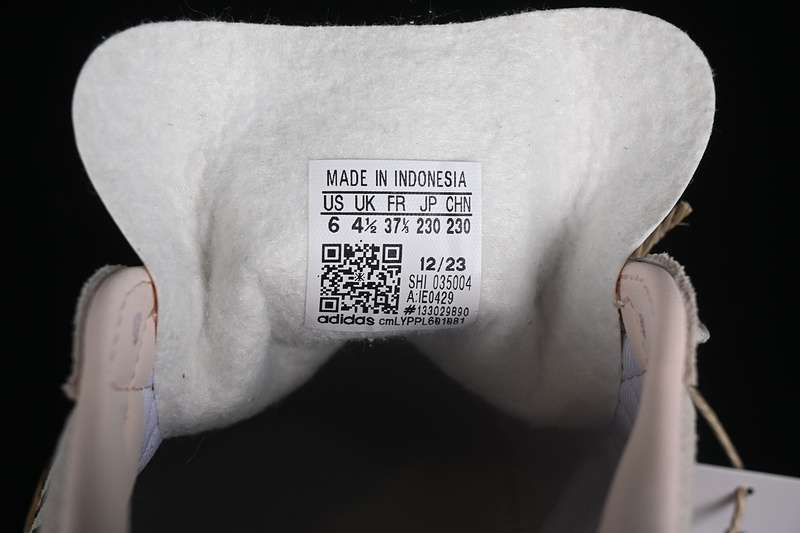 MADE IN INDONESIA
US UK FR JP CHN
6 4½ 37⅓ 230 230
12/23
SHI 035004
A:IE0429
#133029890
adidas cmLYPPL601081